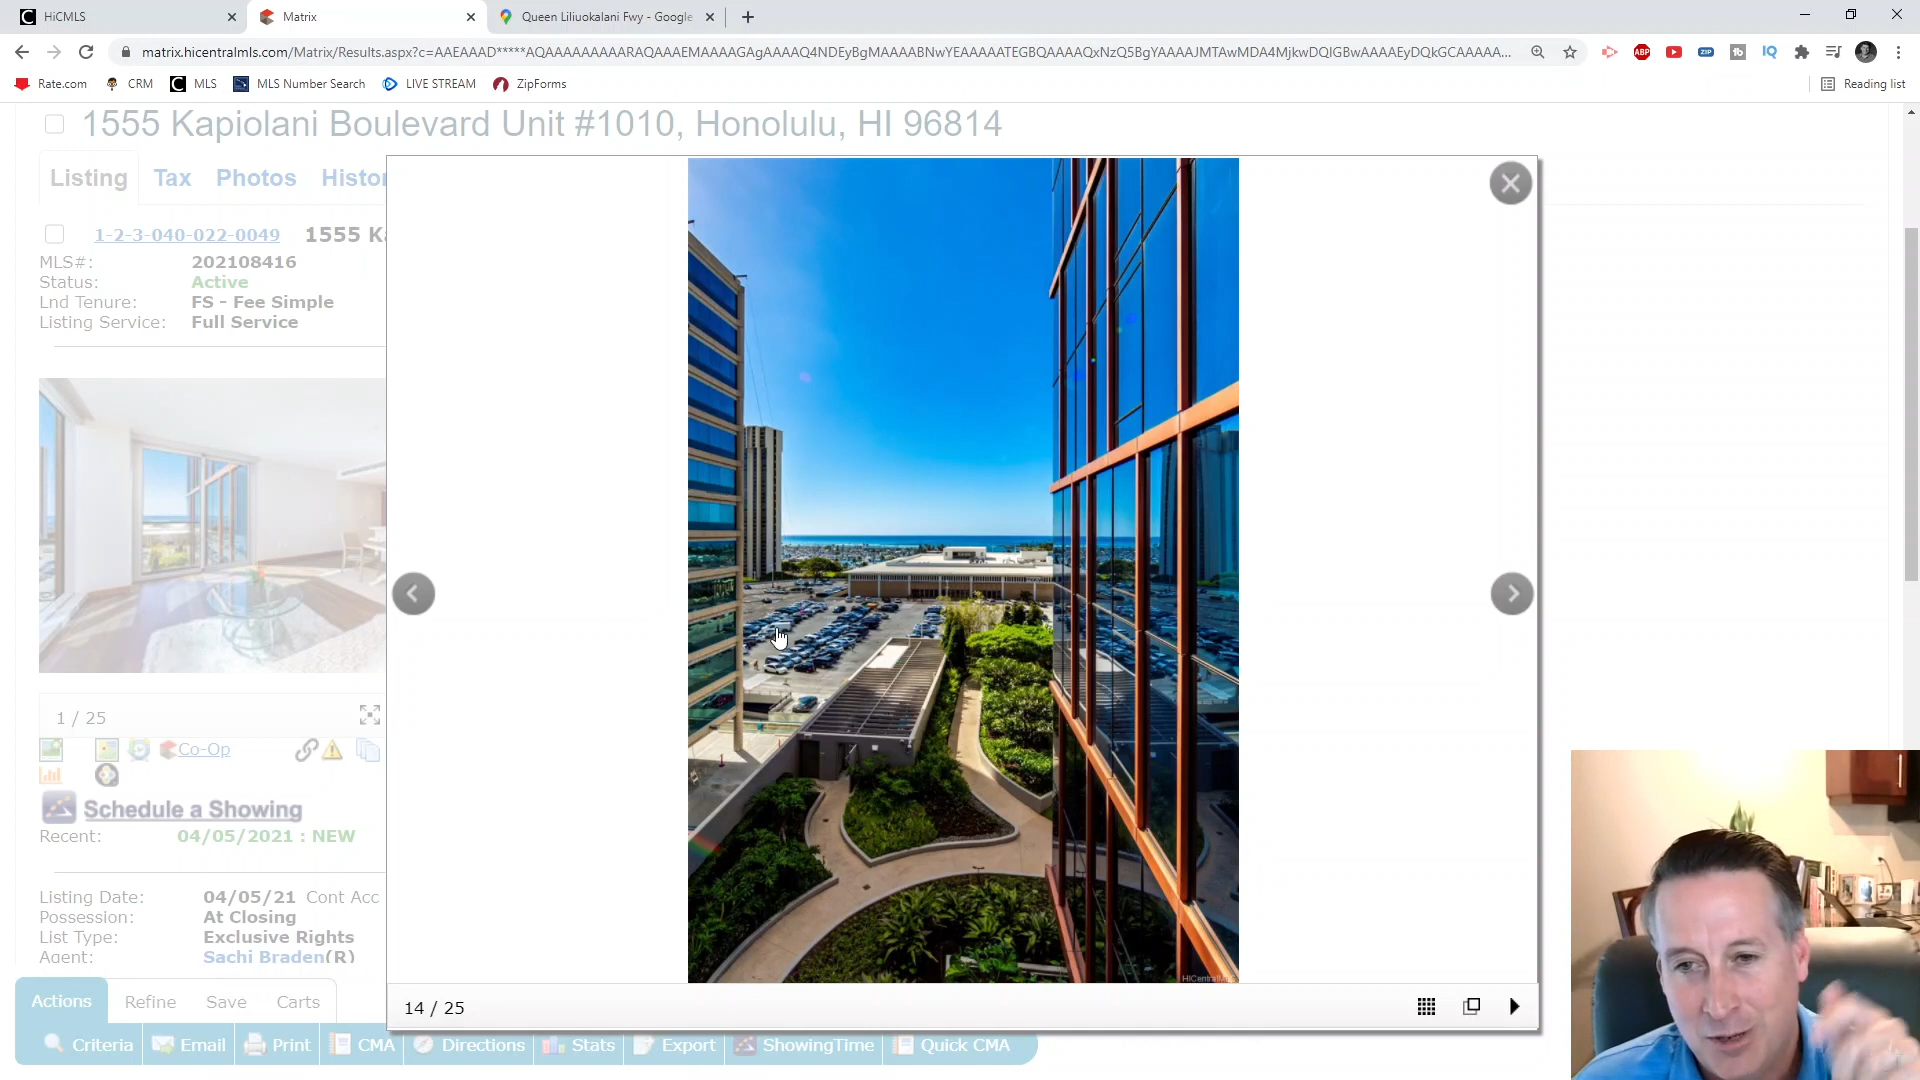 HiCMLS
Matrix
Queen Liliuokalani Fwy - Google
matrix.hicentralmls.com/Matrix/Results.aspx?c=AAEAAAD*****AQAAAAAAAAARAQAAAEMAAAAGAgAAAAQ4NDEyBgMAAAABNwYEAAAAATEGBQAAAAQxNzQ5BgYAAAAJMTAwMDA4MjkwDQIGBwAAAAEyDQkGCAAAAA...
Rate.com
CRM
MLS
MLS Number Search
LIVE STREAM
ZipForms
Reading list
1555 Kapiolani Boulevard Unit #1010, Honolulu, HI 96814
Listing Tax Photos Histor
1-2-3-040-022-0049 1555 Ka
MLS#: 202108416
Status: Active
Lnd Tenure: FS - Fee Simple
Listing Service: Full Service
1 / 25
Co-Op
Schedule a Showing
Recent: 04/05/2021 : NEW
Listing Date: 04/05/21 Cont Acc
Possession: At Closing
List Type: Exclusive Rights
Agent: Sachi Braden(R)
14 / 25
Actions Refine Save Carts
Criteria Email Print CMA Directions Stats Export ShowingTime Quick CMA